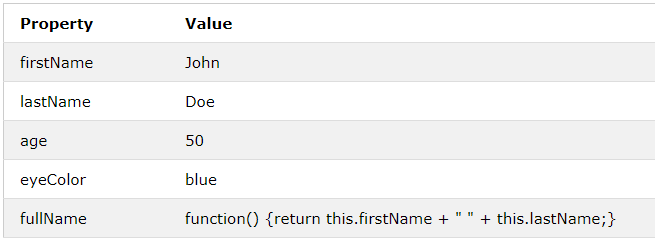 Property Value
firstName John
lastName Doe
age 50
eyeColor blue
fullName function() {return this.firstName + " " + this.lastName;}